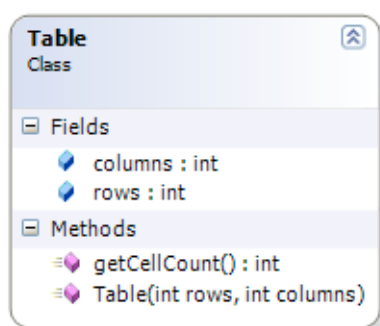 Table
Class
Fields
columns : int
rows : int
Methods
getCellCount() : int
Table(int rows, int columns)